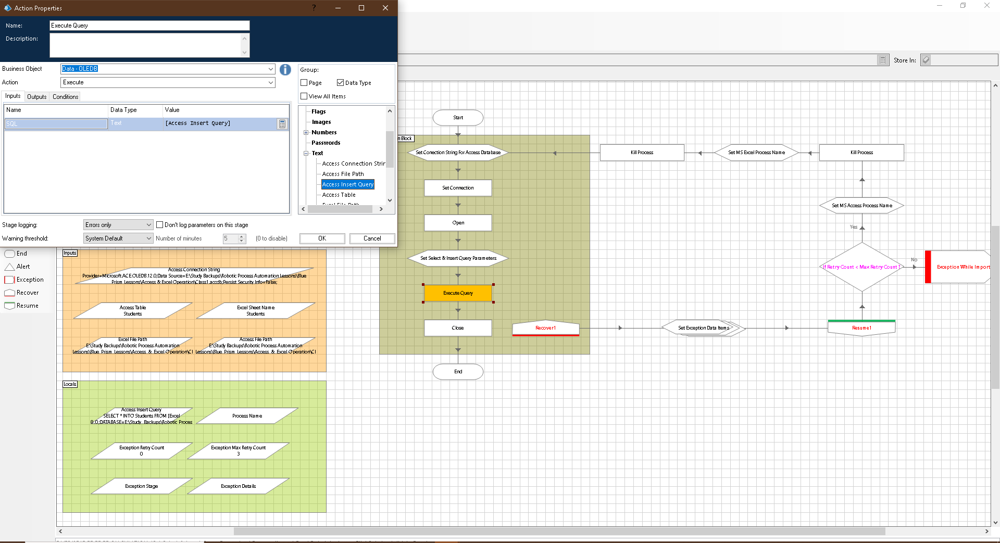 Action Properties
?
Name:
Execute Query
Description:
Business Object
Data - OLEDB
Action
Execute
Inputs
Outputs
Conditions
Name
Data Type
Value
SQL
Text
[Access Insert Query]
Group:
Page
Data Type
View All Items
Flags
Images
Numbers
Passwords
Text
Access Connection Strin
Access File Path
Access Insert Query
Access Table
Excel File Path
Stage logging:
Errors only
Don't log parameters on this stage
Warning threshold:
System Default
Number of minutes
5
(0 to disable)
OK
Cancel
Store In:
End
Alert
Exception
Recover
Resume
Inputs
Access Connection String
Provider=Microsoft.ACE.OLEDB.12.0;Data Source=E:\Study Backups\Robotic Process Automation Lessons\Blue
Prism Lessons\Access & Excel Operation\Class1.accdb;Persist Security Info=False;
Access Table
Students
Excel Sheet Name
Students
Excel File Path
E:\Study Backups\Robotic Process Automation
Lessons\Blue Prism Lessons\Access & Excel Operation\Cl
Access File Path
E:\Study Backups\Robotic Process Automation
Lessons\Blue Prism Lessons\Access & Excel Operation\Cl
Locals
Access Insert Query
SELECT * INTO Students FROM [Excel
8.0;DATABASE=E:\Study Backups\Robotic Proces
Process Name
Exception Retry Count
0
Exception Max Retry Count
3
Exception Stage
Exception Details
Start
n Block
Set Conection String For Access Database
Set Connection
Open
Set Select & Insert Query Parameters
Execute Query
Close
End
Recover1
Set Exception Data Items
Resume1
If Retry Count < Max Retry Count ?
Yes
No
Exception While Import
Set MS Access Process Name
Kill Process
Set MS Excel Process Name
Kill Process